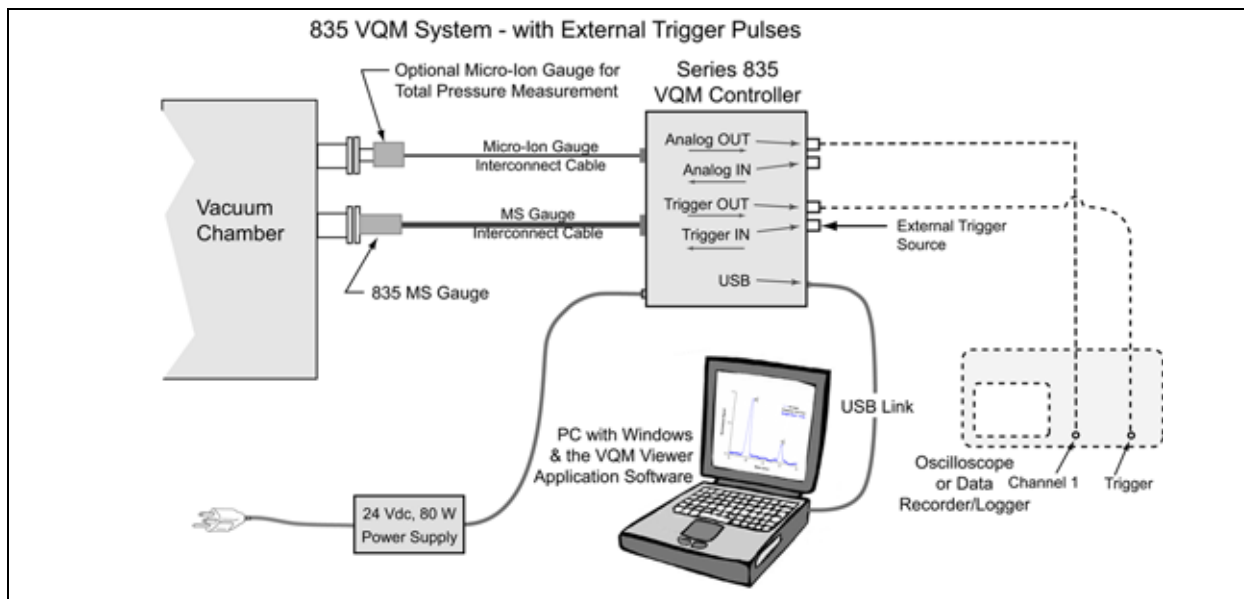 835 VQM System - with External Trigger Pulses
Optional Micro-Ion Gauge for
Total Pressure Measurement
Series 835
VQM Controller
Micro-Ion Gauge
Interconnect Cable
Analog OUT
Analog IN
Vacuum
Chamber
MS Gauge
Interconnect Cable
Trigger OUT
Trigger IN
External Trigger
Source
USB
835 MS Gauge
USB Link
PC with Windows
& the VQM Viewer
Application Software
Oscilloscope
or Data
Recorder/Logger
Channel 1
Trigger
24 Vdc, 80 W
Power Supply